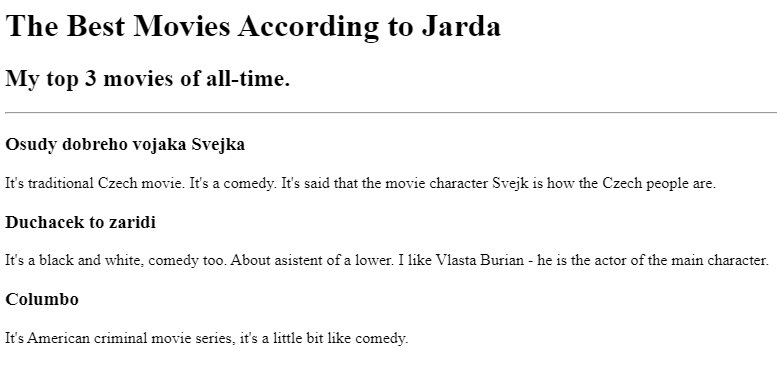 The Best Movies According to Jarda
My top 3 movies of all-time.
Osudy dobreho vojaka Svejka
It's traditional Czech movie. It's a comedy. It's said that the movie character Svejk is how the Czech people are.
Duchacek to zaridi
It's a black and white, comedy too. About asistent of a lower. I like Vlasta Burian - he is the actor of the main character.
Columbo
It's American criminal movie series, it's a little bit like comedy.